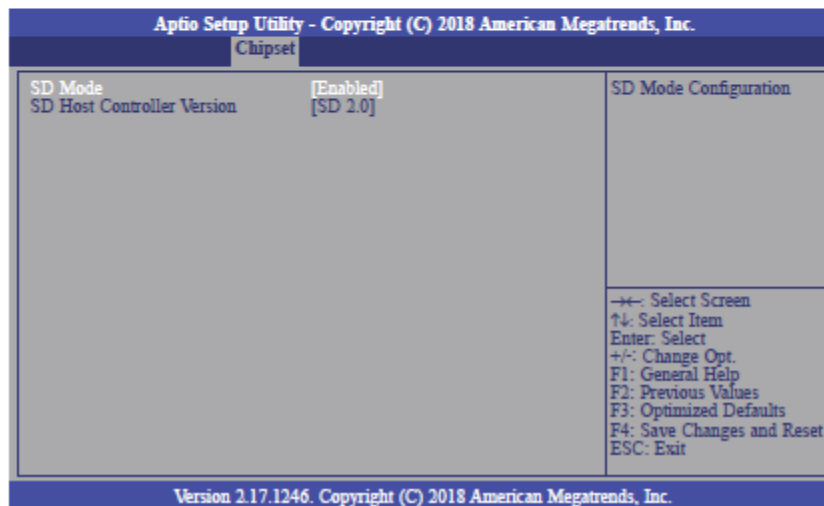 Aptio Setup Utility - Copyright (C) 2018 American Megatrends, Inc.
Chipset
SD Mode [Enabled]
SD Host Controller Version [SD 2.0]
SD Mode Configuration
→←: Select Screen
↑↓: Select Item
Enter: Select
+/-: Change Opt.
F1: General Help
F2: Previous Values
F3: Optimized Defaults
F4: Save Changes and Reset
ESC: Exit
Version 2.17.1246. Copyright (C) 2018 American Megatrends, Inc.